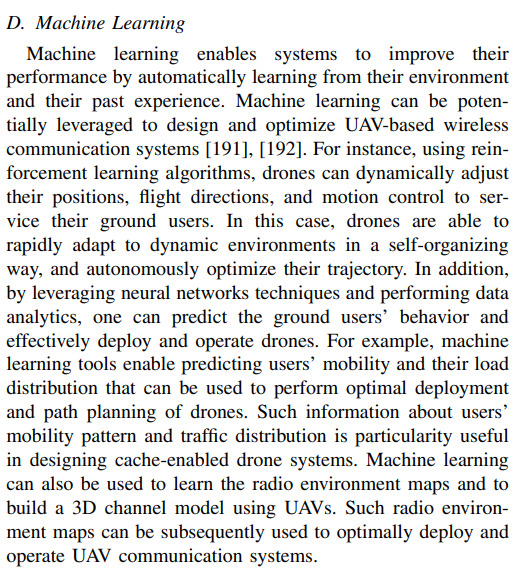 D. Machine Learning
Machine learning enables systems to improve their
performance by automatically learning from their environment
and their past experience. Machine learning can be poten-
tially leveraged to design and optimize UAV-based wireless
communication systems [191], [192]. For instance, using rein-
forcement learning algorithms, drones can dynamically adjust
their positions, flight directions, and motion control to ser-
vice their ground users. In this case, drones are able to
rapidly adapt to dynamic environments in a self-organizing
way, and autonomously optimize their trajectory. In addition,
by leveraging neural networks techniques and performing data
analytics, one can predict the ground users' behavior and
effectively deploy and operate drones. For example, machine
learning tools enable predicting users' mobility and their load
distribution that can be used to perform optimal deployment
and path planning of drones. Such information about users'
mobility pattern and traffic distribution is particularity useful
in designing cache-enabled drone systems. Machine learning
can also be used to learn the radio environment maps and to
build a 3D channel model using UAVs. Such radio environ-
ment maps can be subsequently used to optimally deploy and
operate UAV communication systems.